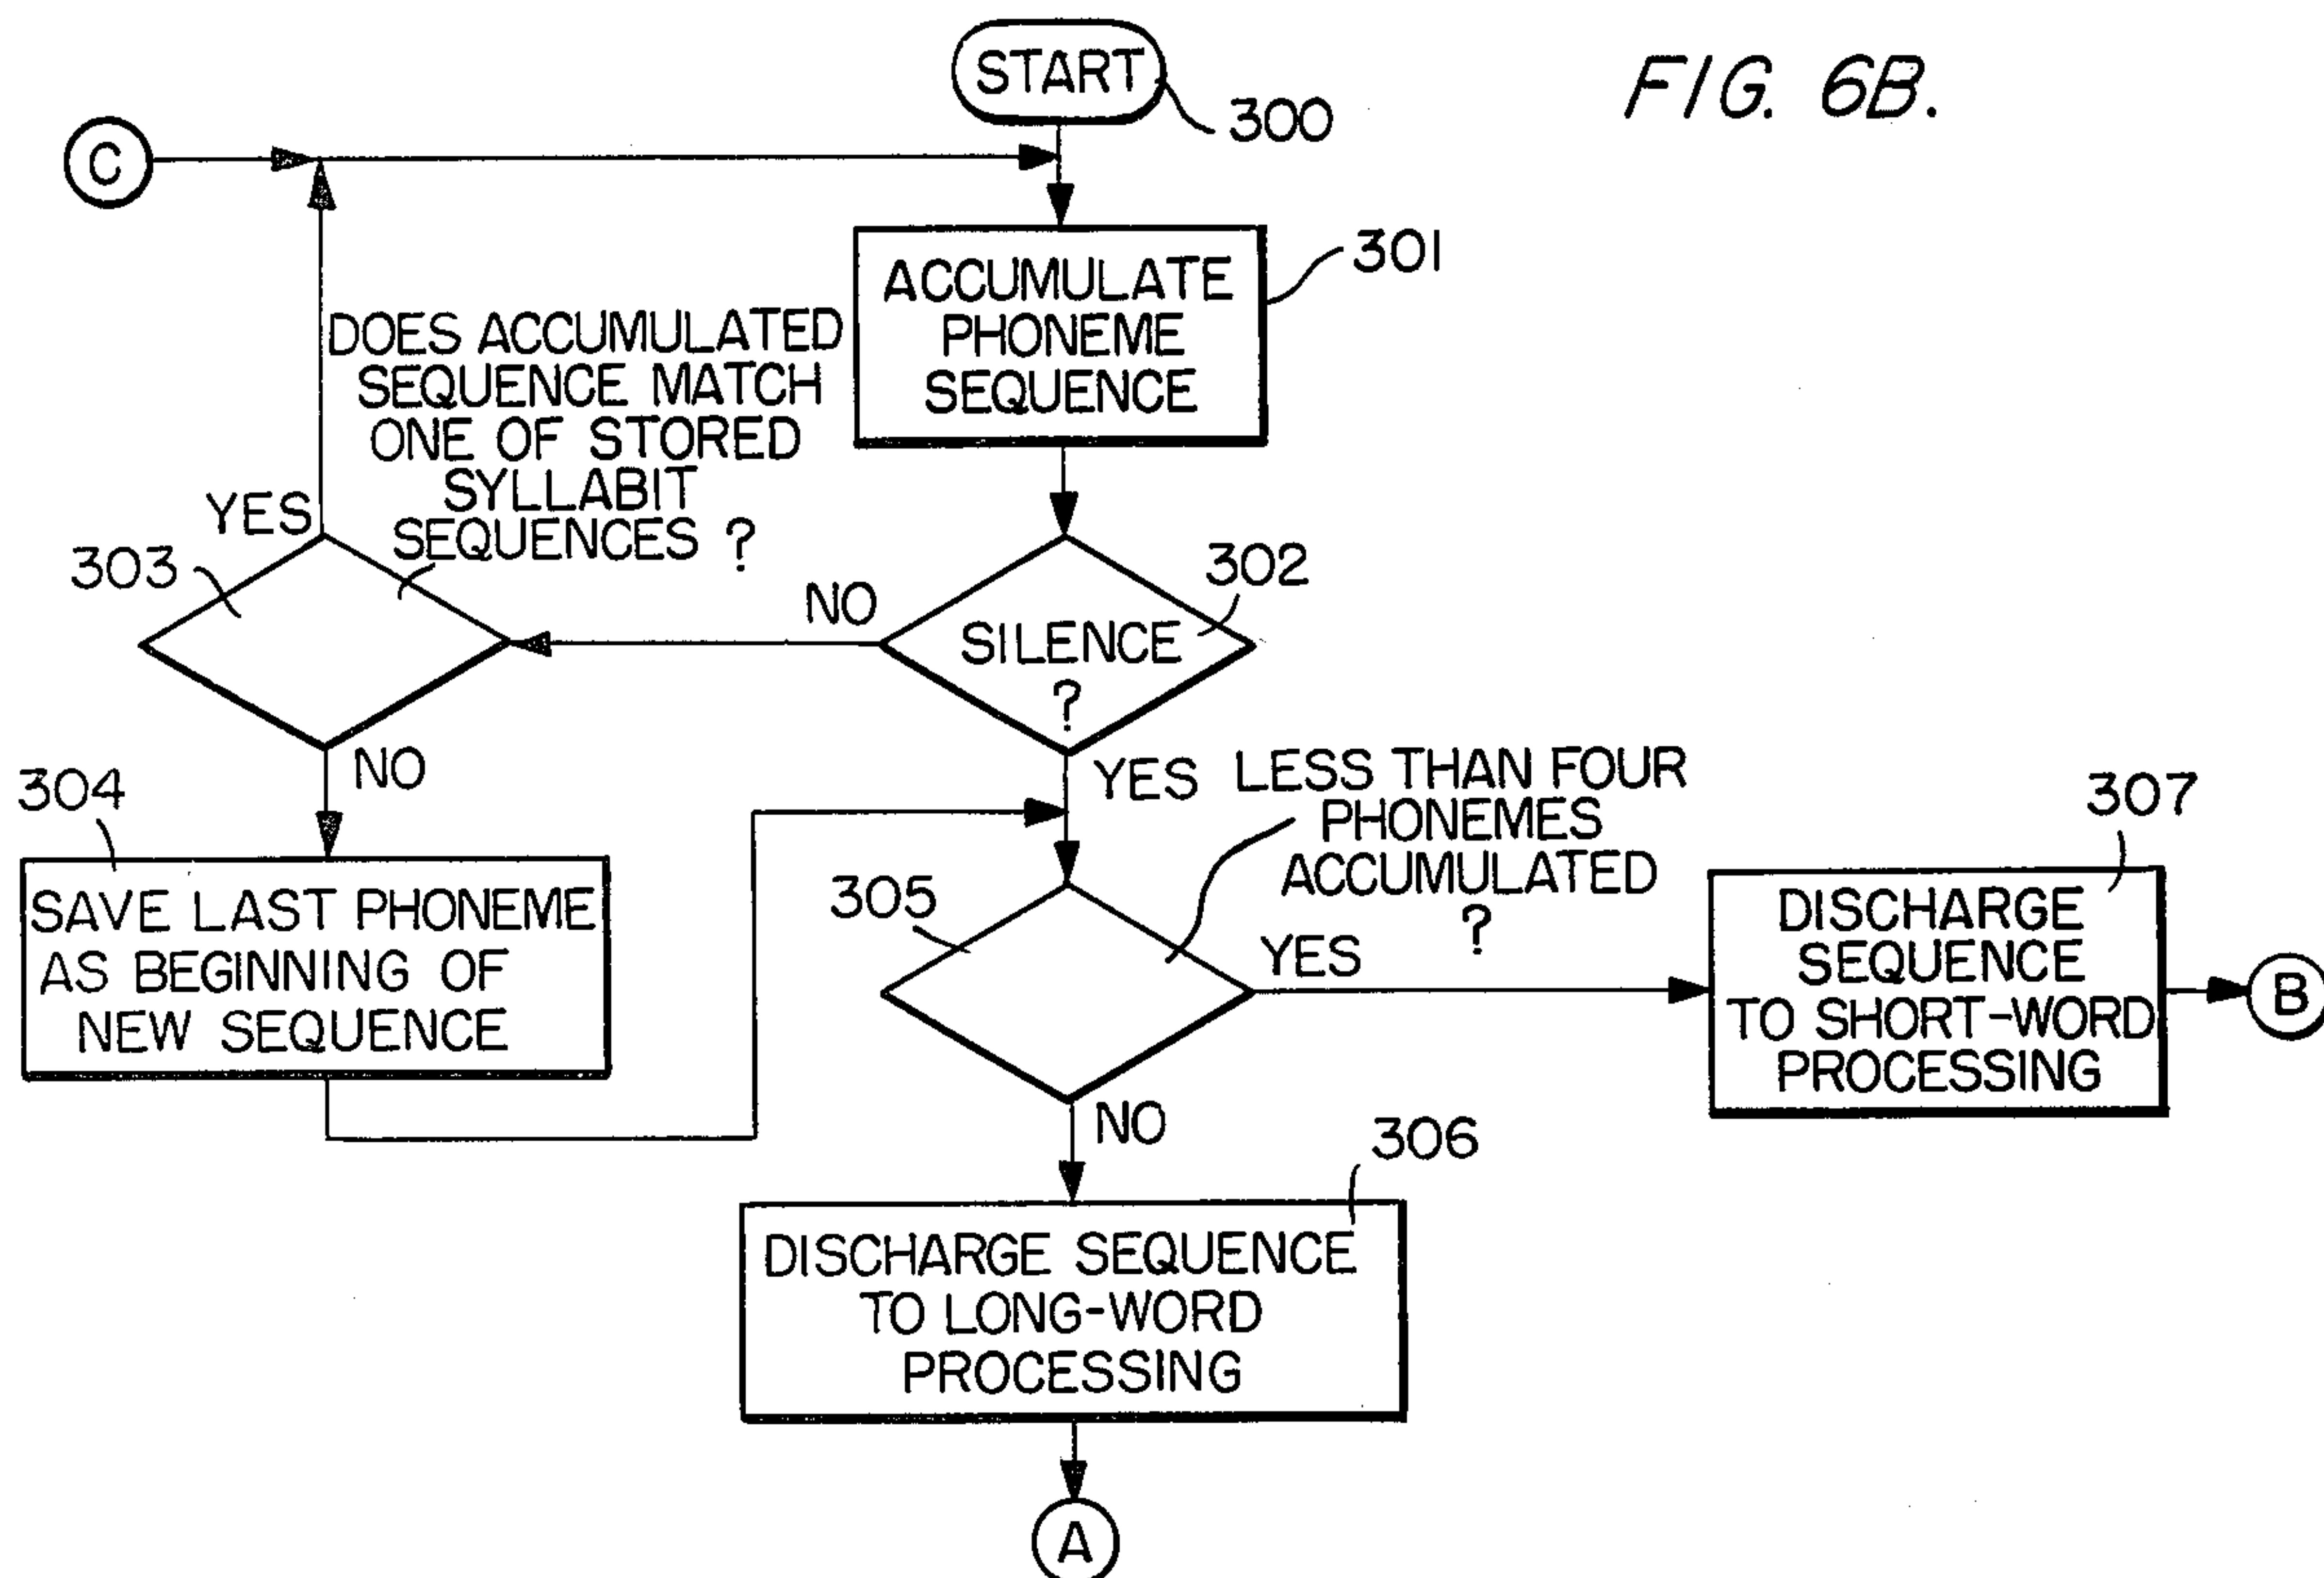 FIG. 6B.
START
300
C
ACCUMULATE
PHONEME
SEQUENCE
301
DOES ACCUMULATED
SEQUENCE MATCH
ONE OF STORED
SYLLABIT
SEQUENCES ?
YES
303
NO
SILENCE
?
302
NO
YES
304
SAVE LAST PHONEME
AS BEGINNING OF
NEW SEQUENCE
LESS THAN FOUR
PHONEMES
ACCUMULATED
?
305
YES
307
DISCHARGE
SEQUENCE
TO SHORT-WORD
PROCESSING
B
NO
306
DISCHARGE SEQUENCE
TO LONG-WORD
PROCESSING
A